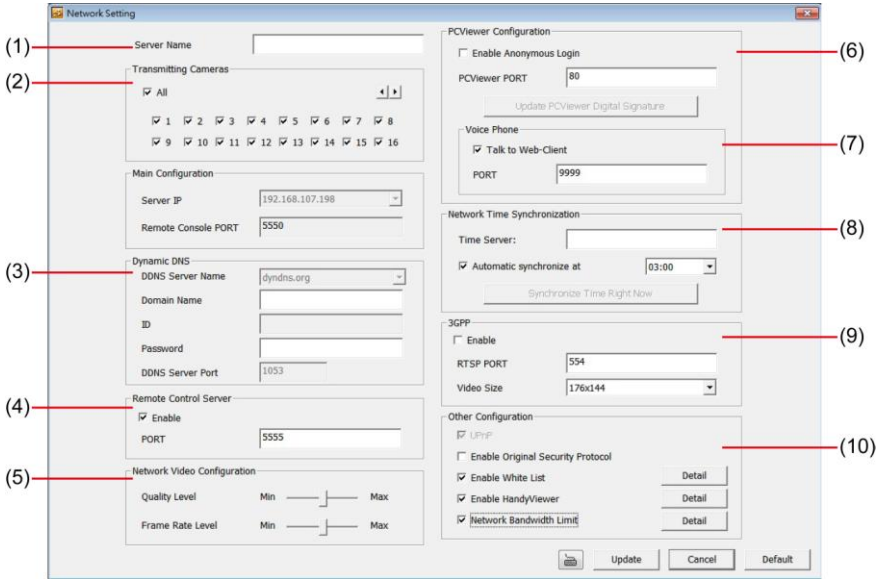 Network Setting
(1)
Server Name
(2)
Transmitting Cameras
All
1 2 3 4 5 6 7 8
9 10 11 12 13 14 15 16
Main Configuration
Server IP 192.168.107.198
Remote Console PORT 5550
(3)
Dynamic DNS
DDNS Server Name dyndns.org
Domain Name
ID
Password
DDNS Server Port 1053
(4)
Remote Control Server
Enable
PORT 5555
(5)
Network Video Configuration
Quality Level Min Max
Frame Rate Level Min Max
PCViewer Configuration
(6)
Enable Anonymous Login
PCViewer PORT 80
Update PCViewer Digital Signature
Voice Phone
(7)
Talk to Web-Client
PORT 9999
Network Time Synchronization
(8)
Time Server:
Automatic synchronize at 03:00
Synchronize Time Right Now
3GPP
(9)
Enable
RTSP PORT 554
Video Size 176x144
Other Configuration
(10)
UPnP
Enable Original Security Protocol
Enable White List Detail
Enable HandyViewer Detail
Network Bandwidth Limit Detail
Update Cancel Default